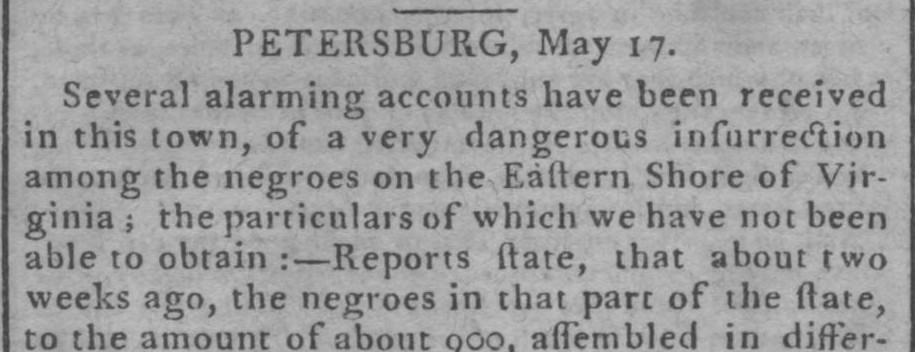 PETERSBURG, May 17.
Several alarming accounts have been received
in this town, of a very dangerous inſurrection
among the negroes on the Eaſtern Shore of Vir-
ginia; the particulars of which we have not been
able to obtain :—Reports ſtate, that about two
weeks ago, the negroes in that part of the ſtate,
to the amount of about 900, aſſembled in differ-